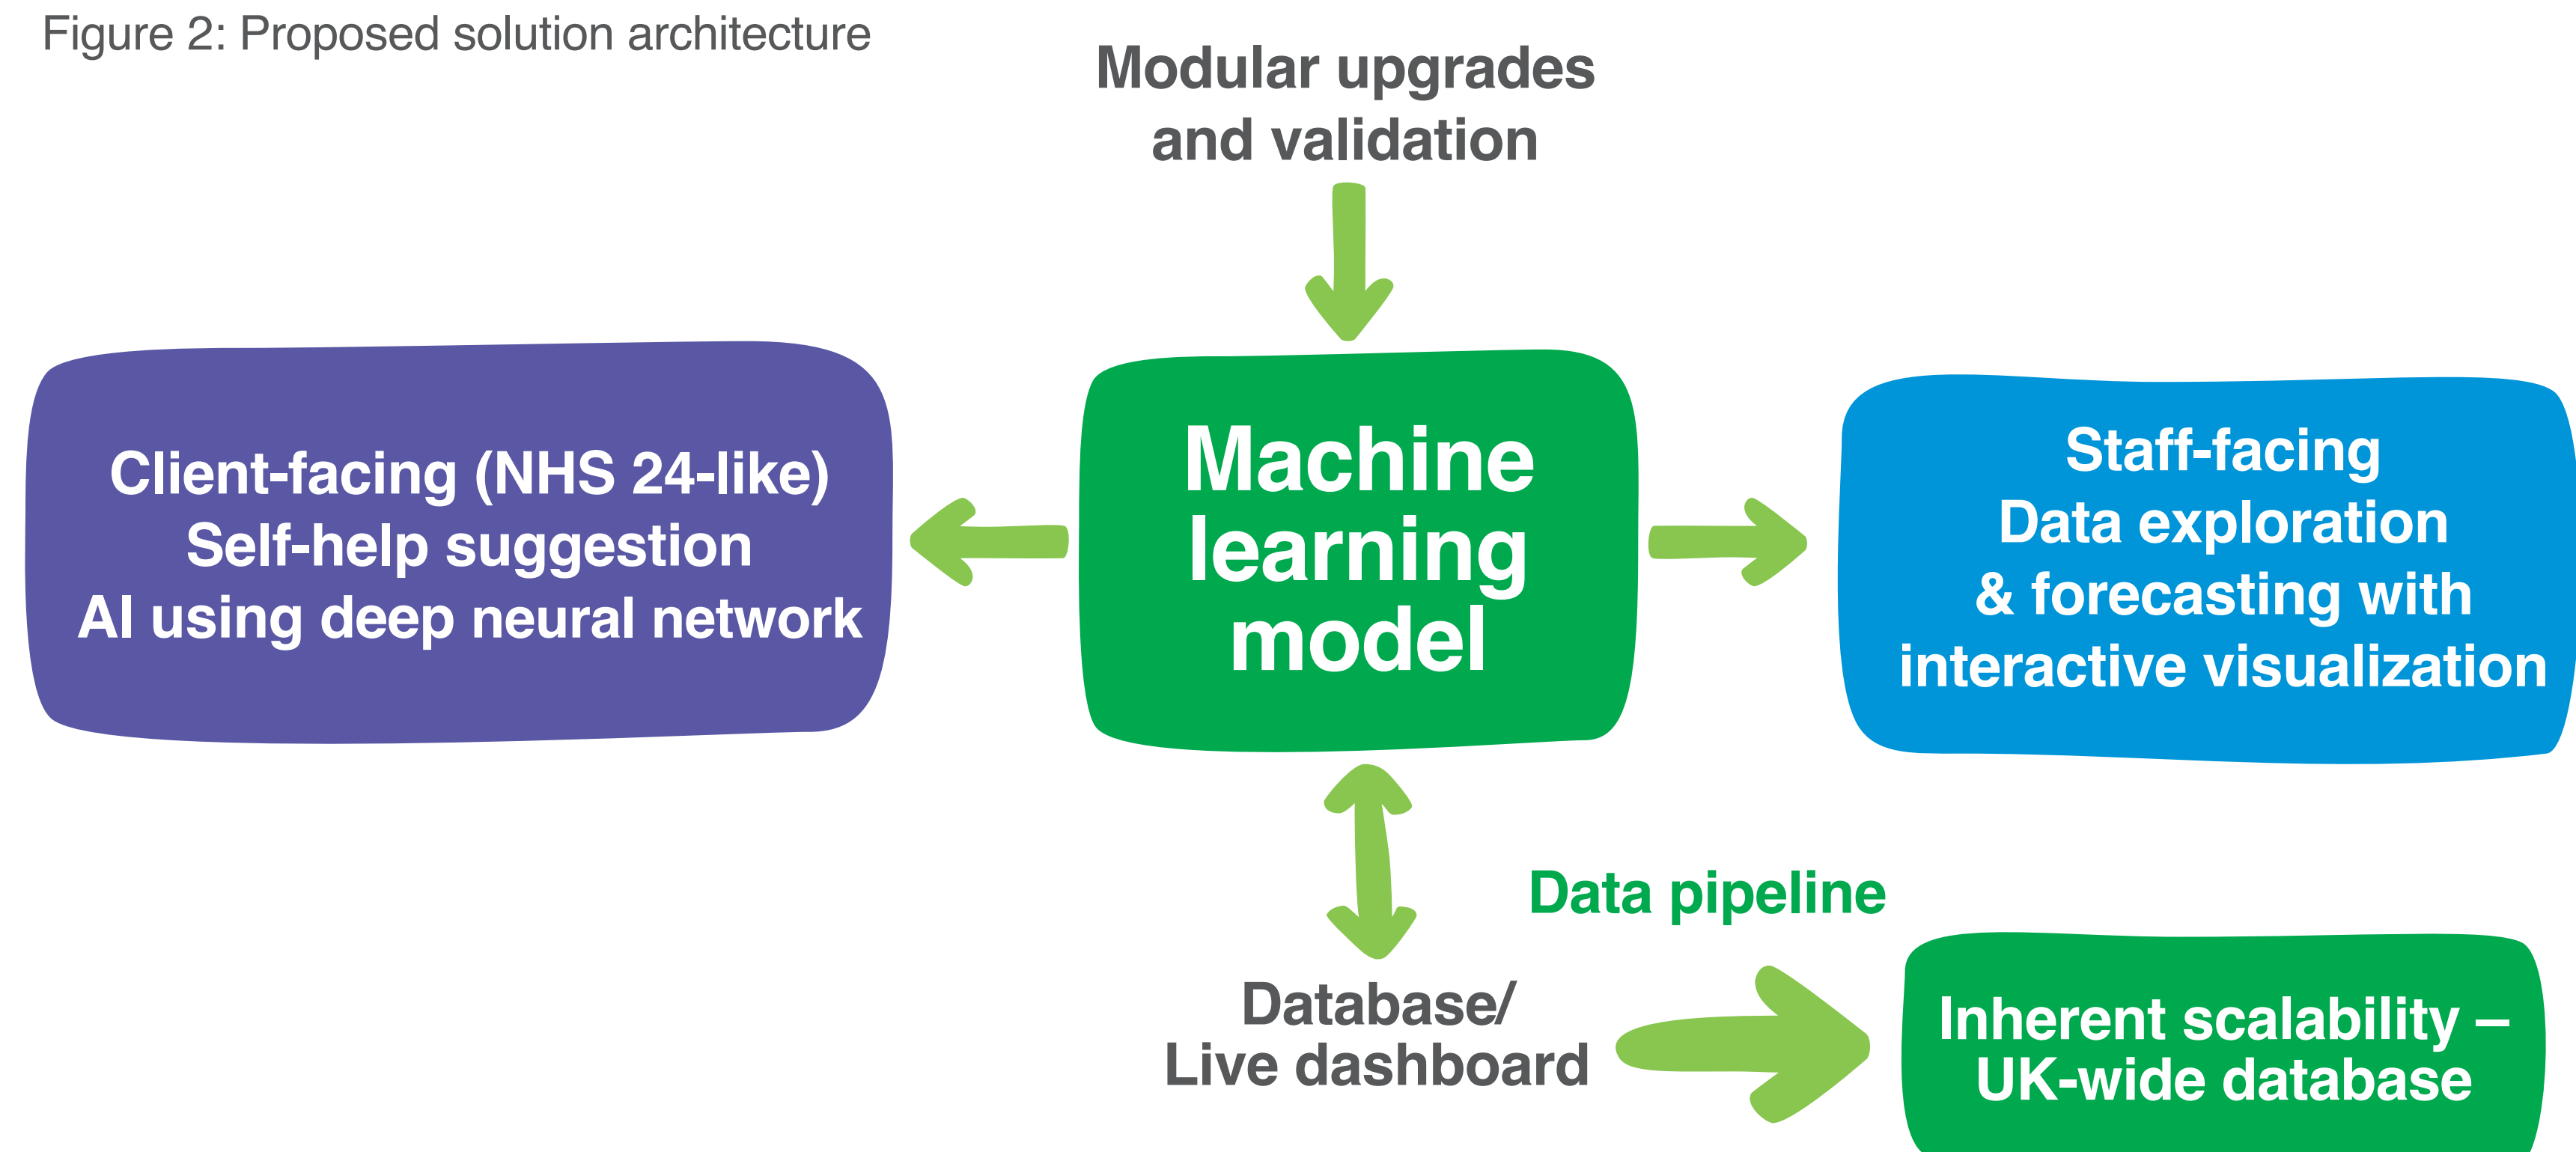 Figure 2: Proposed solution architecture
Modular upgrades
and validation
Client-facing (NHS 24-like)
Self-help suggestion
AI using deep neural network
Machine
learning
model
Staff-facing
Data exploration
& forecasting with
interactive visualization
Data pipeline
Database/
Live dashboard
Inherent scalability –
UK-wide database